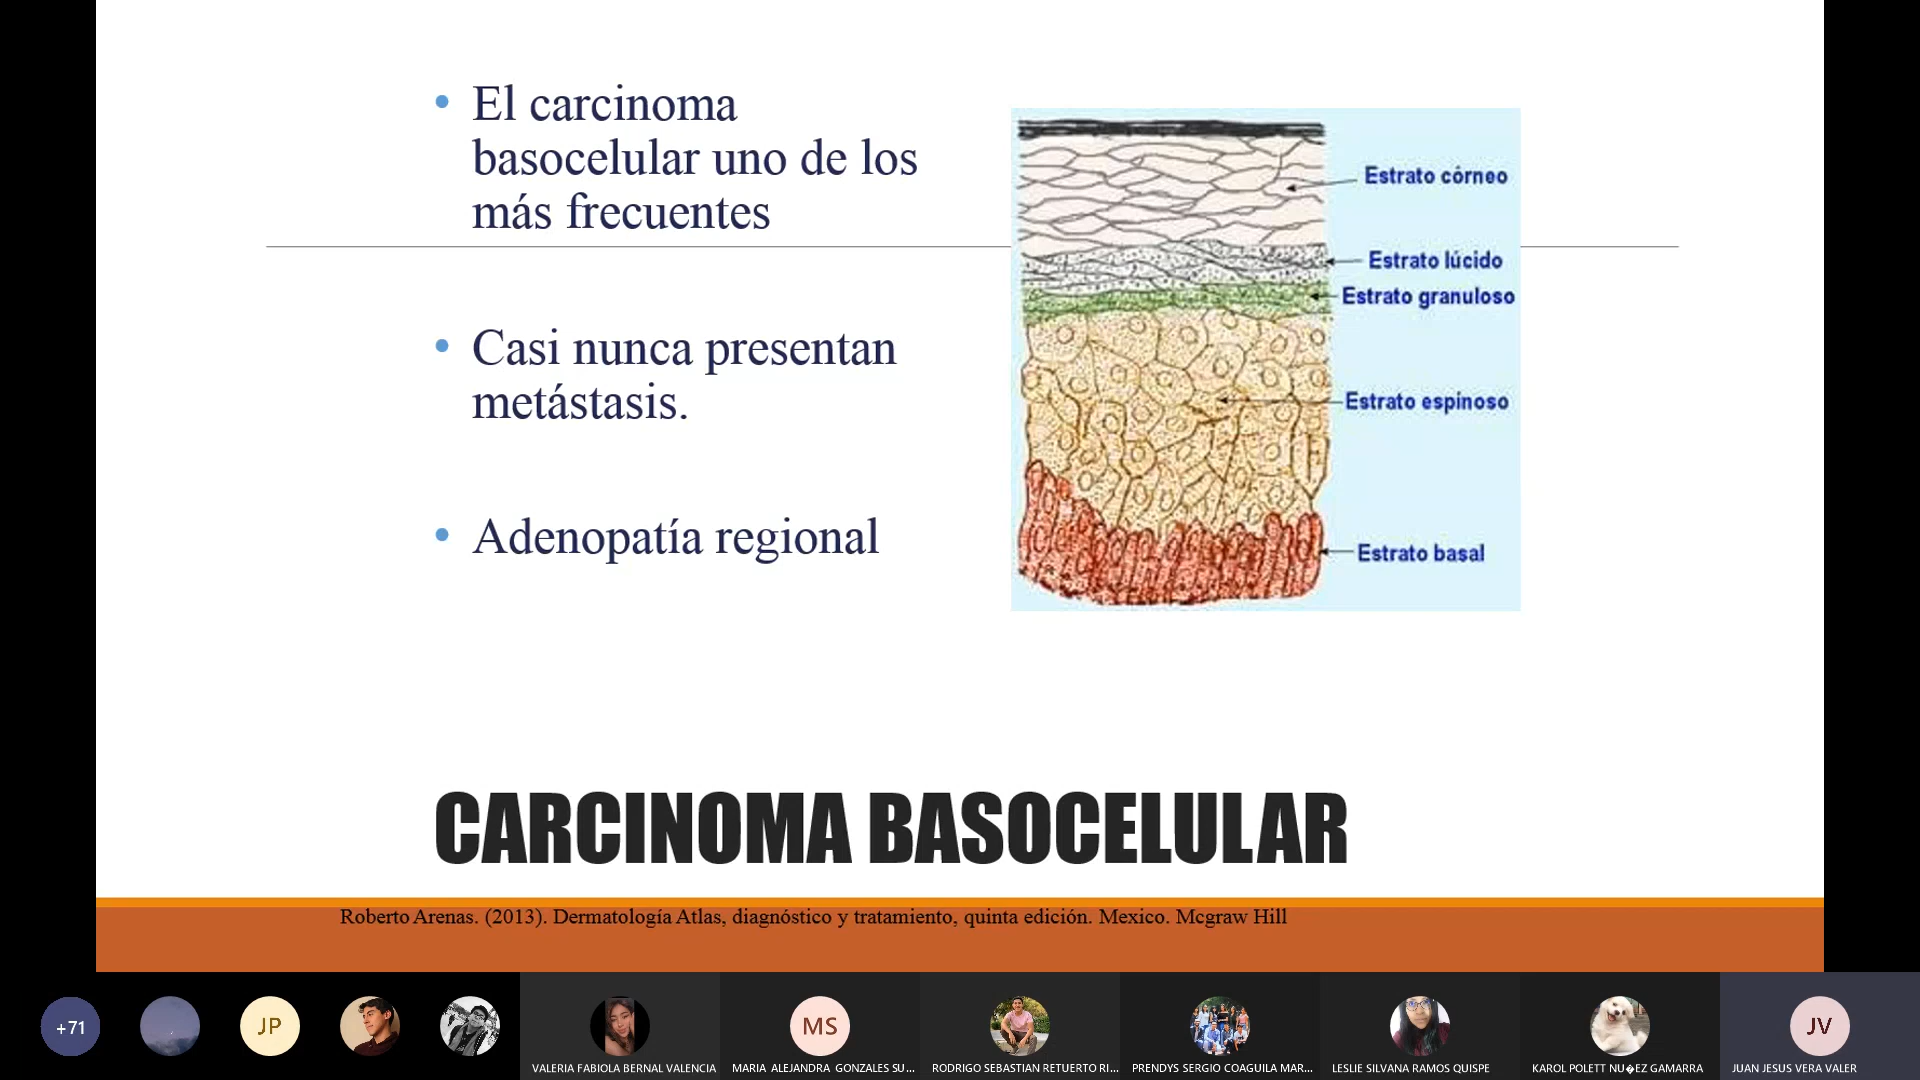 • El carcinoma
basocelular uno de los
más frecuentes
• Casi nunca presentan
metástasis.
• Adenopatía regional
Estrato córneo
Estrato lúcido
Estrato granuloso
Estrato espinoso
Estrato basal
CARCINOMA BASOCELULAR
Roberto Arenas. (2013). Dermatología Atlas, diagnóstico y tratamiento, quinta edición. Mexico. Mcgraw Hill
+71
JP
MS
JV
VALERIA FABIOLA BERNAL VALENCIA
MARIA ALEJANDRA GONZALES SU...
RODRIGO SEBASTIAN RETUERTO RI...
PRENDYS SERGIO COAGUILA MAR...
LESLIE SILVANA RAMOS QUISPE
KAROL POLETT NU�EZ GAMARRA
JUAN JESUS VERA VALER